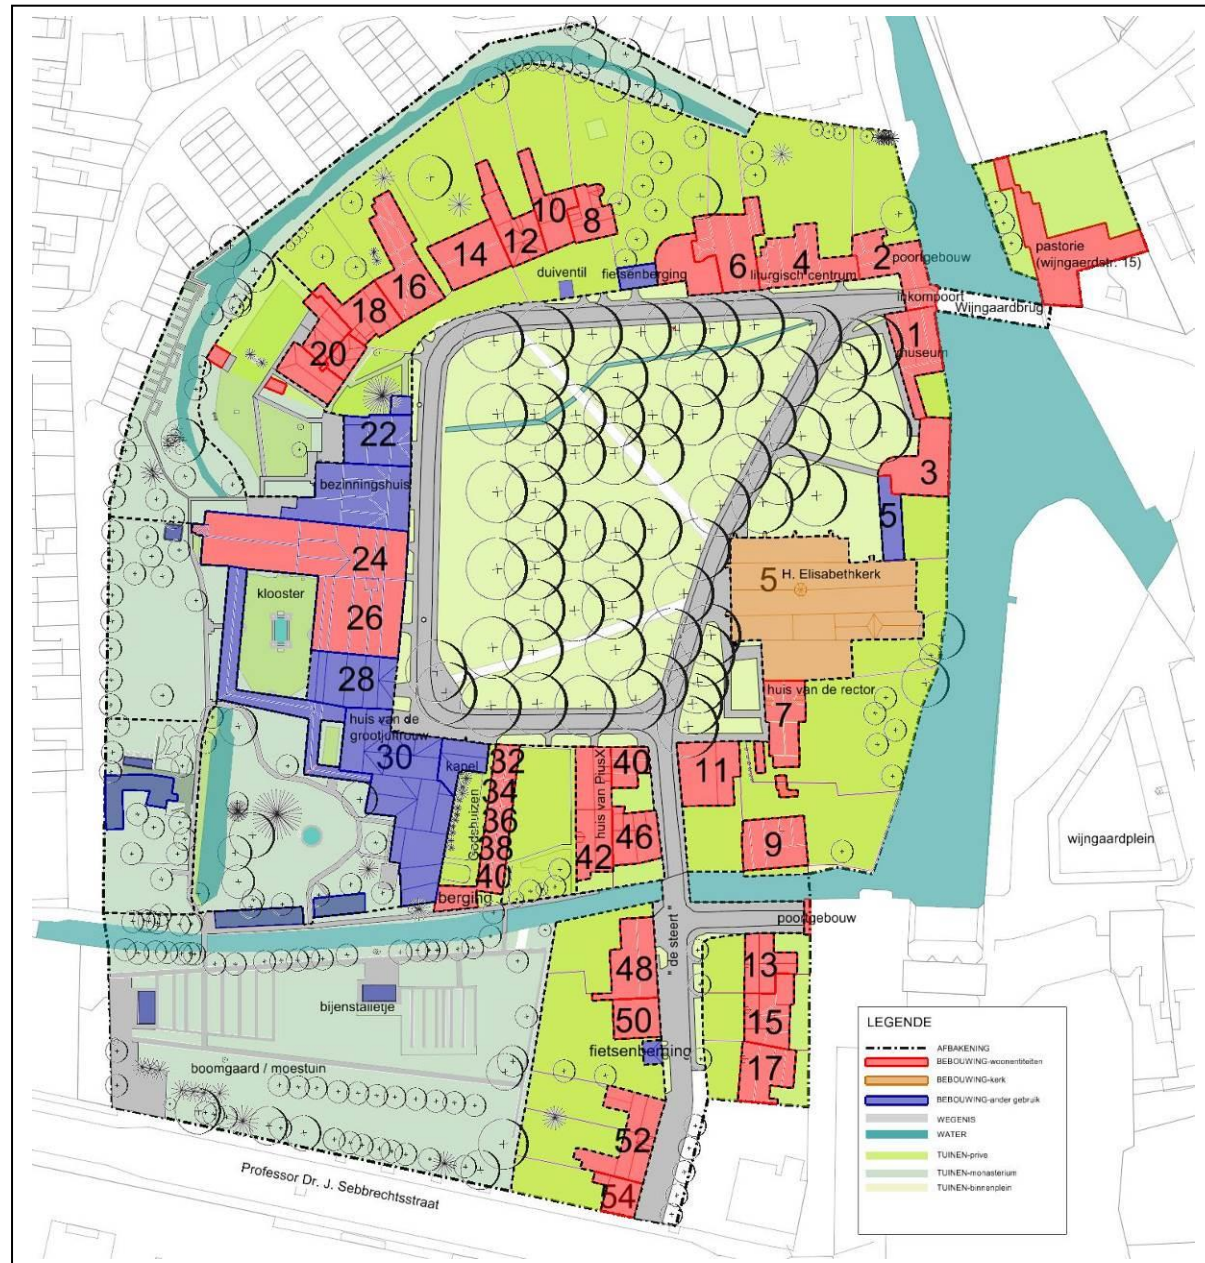 10
8
14
12
16
18
20
duiventil
fietsenberging
6
liturgisch centrum
4
2
poortgebouw
inkompoort
Wijngaardbrug
pastorie
(wijngaerdstr. 15)
1
museum
3
5
22
bezinningshuis
24
klooster
26
28
huis van de
grootjuffrouw
30
kapel
5
H. Elisabethkerk
huis van de rector
7
11
9
32
34
36
38
40
Godshuizen
berging
huis van PiusX
40
42
46
wijngaardplein
poortgebouw
"de steert"
48
50
fietsenberging
13
15
17
52
54
bijenstalletje
boomgaard / moestuin
Professor Dr. J. Sebbrechtsstraat
LEGENDE
AFBAKENING
BEBOUWING-woonentiteiten
BEBOUWING-kerk
BEBOUWING-ander gebruik
WEGENIS
WATER
TUINEN-prive
TUINEN-monasterium
TUINEN-binnenplein